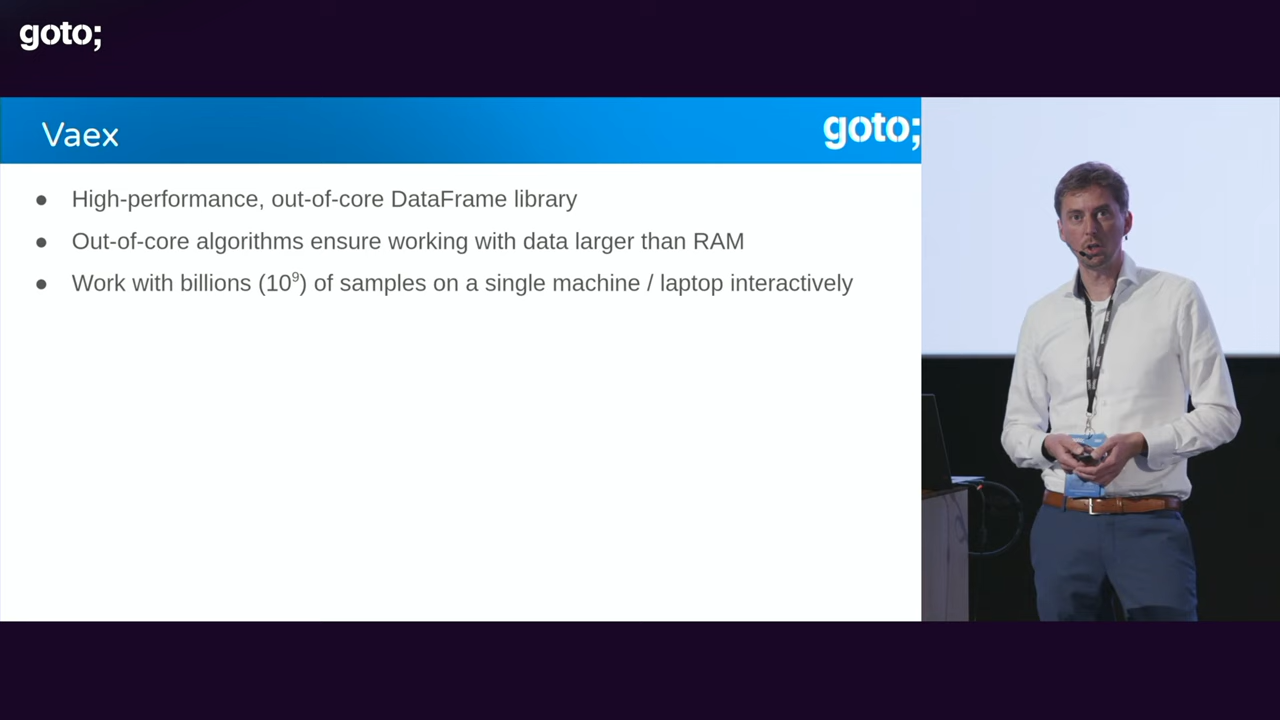 goto;
Vaex
goto;
● High-performance, out-of-core DataFrame library
● Out-of-core algorithms ensure working with data larger than RAM
● Work with billions (10⁹) of samples on a single machine / laptop interactively